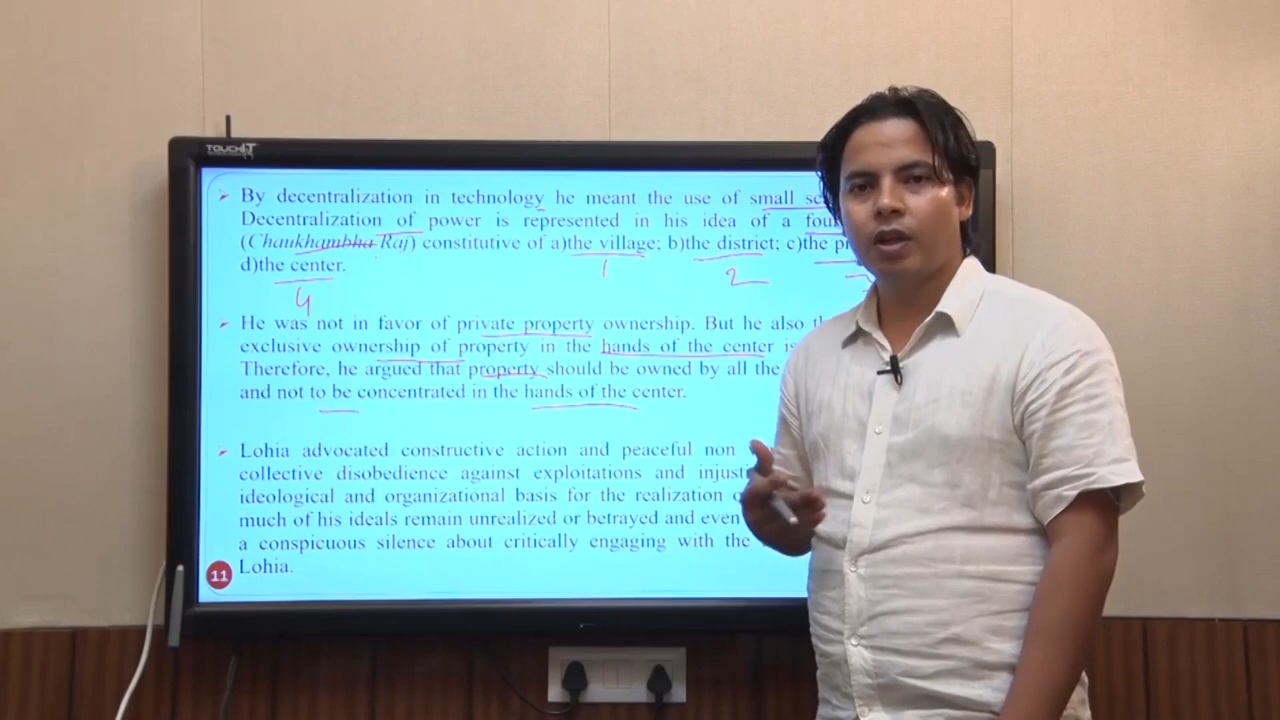 TOUCHIT
➢ By decentralization in technology he meant the use of small
Decentralization of power is represented in his idea of a
(Chaukhambha Raj) constitutive of a)the village; b)the district; c)the
d)the center.
1
2
4
➢ He was not in favor of private property ownership. But he also
exclusive ownership of property in the hands of the center
Therefore, he argued that property should be owned by all the
and not to be concentrated in the hands of the center.
➢ Lohia advocated constructive action and peaceful non
collective disobedience against exploitations and
ideological and organizational basis for the realization
much of his ideals remain unrealized or betrayed and even
a conspicuous silence about critically engaging with the
Lohia.
11